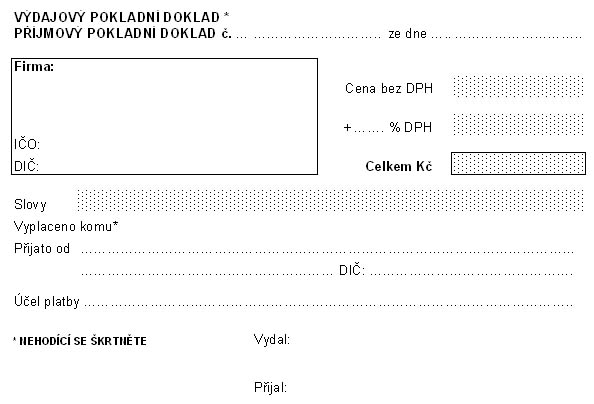 VÝDAJOVÝ POKLADNÍ DOKLAD *
PŘÍJMOVÝ POKLADNÍ DOKLAD č. ... ................................ ze dne ...................................
Firma:
Cena bez DPH
+ ....... % DPH
IČO:
DIČ:
Celkem Kč
Slovy
Vyplaceno komu*
Přijato od ................................................................................................................
.......................................................... DIČ: ..............................................
Účel platby ..............................................................................................................
* NEHODÍCÍ SE ŠKRTNĚTE
Vydal:
Přijal: